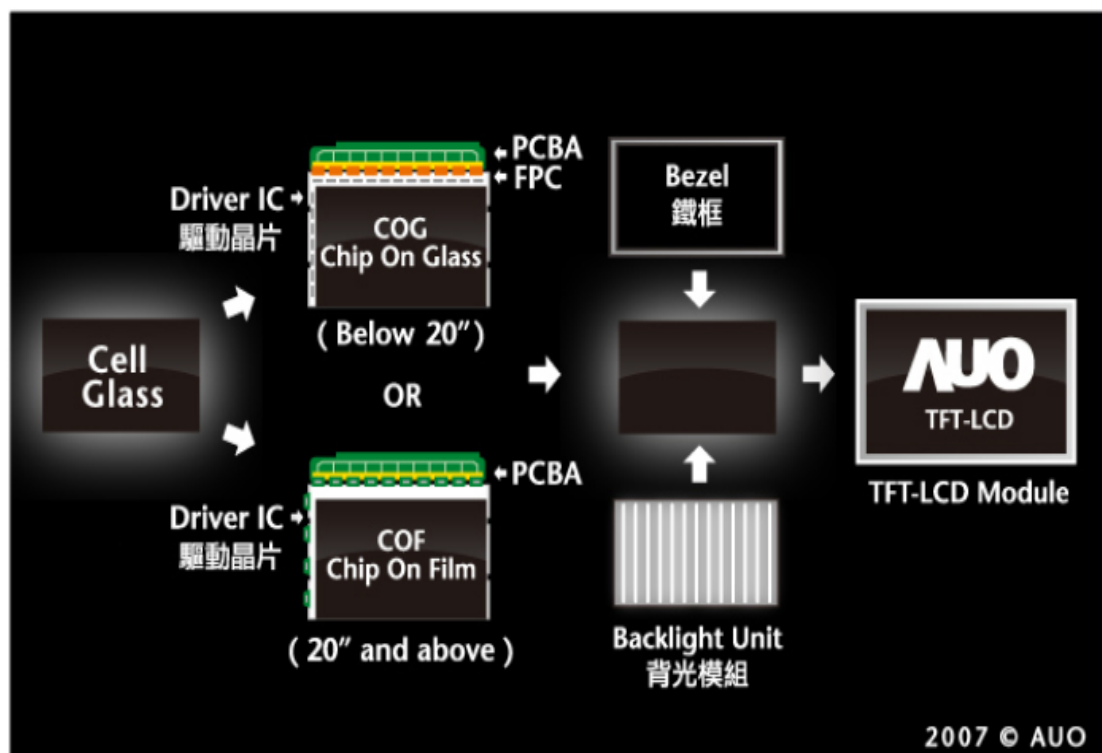 PCBA
FPC
Driver IC
驅動晶片
COG
Chip On Glass
( Below 20″ )
Bezel
鐵框
Cell
Glass
OR
AUO
TFT-LCD
TFT-LCD Module
PCBA
Driver IC
驅動晶片
COF
Chip On Film
( 20″ and above )
Backlight Unit
背光模組
2007 © AUO